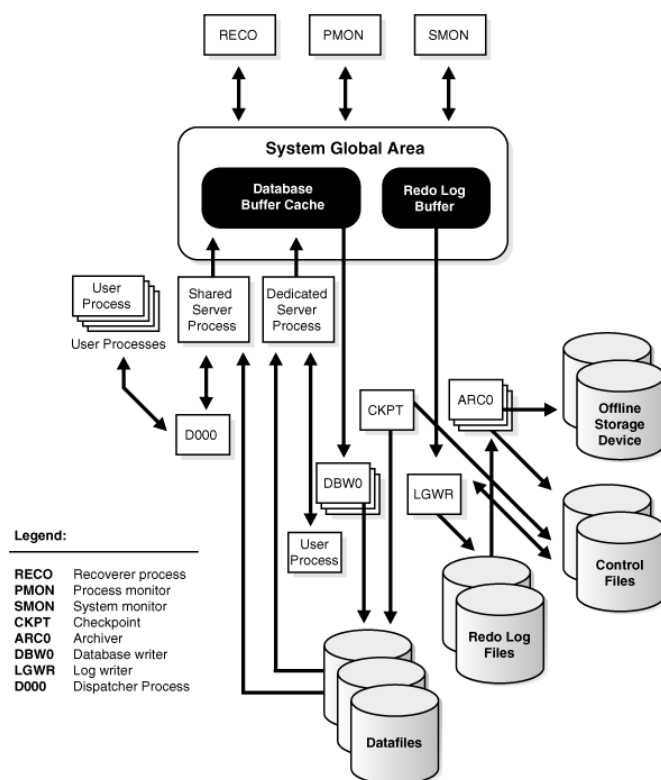 RECO
PMON
SMON
System Global Area
Database
Buffer Cache
Redo Log
Buffer
User
Process
User Processes
Shared
Server
Process
Dedicated
Server
Process
D000
CKPT
ARC0
Offline
Storage
Device
DBW0
LGWR
User
Process
Control
Files
Redo Log
Files
Datafiles
Legend:
RECO Recoverer process
PMON Process monitor
SMON System monitor
CKPT Checkpoint
ARC0 Archiver
DBW0 Database writer
LGWR Log writer
D000 Dispatcher Process